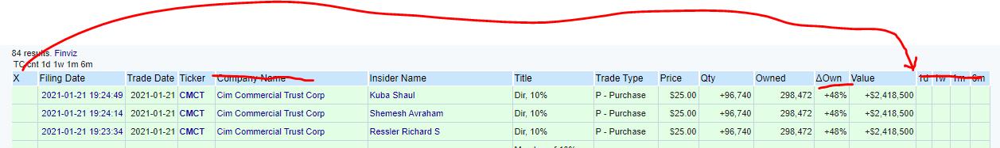 84 results. Finviz
TC cnt 1d 1w 1m 6m
X Filing Date Trade Date Ticker Company Name Insider Name Title Trade Type Price Qty Owned ΔOwn Value 1d 1w 1m 6m
2021-01-21 19:24:49 2021-01-21 CMCT Cim Commercial Trust Corp Kuba Shaul Dir, 10% P - Purchase $25.00 +96,740 298,472 +48% +$2,418,500
2021-01-21 19:24:14 2021-01-21 CMCT Cim Commercial Trust Corp Shemesh Avraham Dir, 10% P - Purchase $25.00 +96,740 298,472 +48% +$2,418,500
2021-01-21 19:23:34 2021-01-21 CMCT Cim Commercial Trust Corp Ressler Richard S Dir, 10% P - Purchase $25.00 +96,740 298,472 +48% +$2,418,500